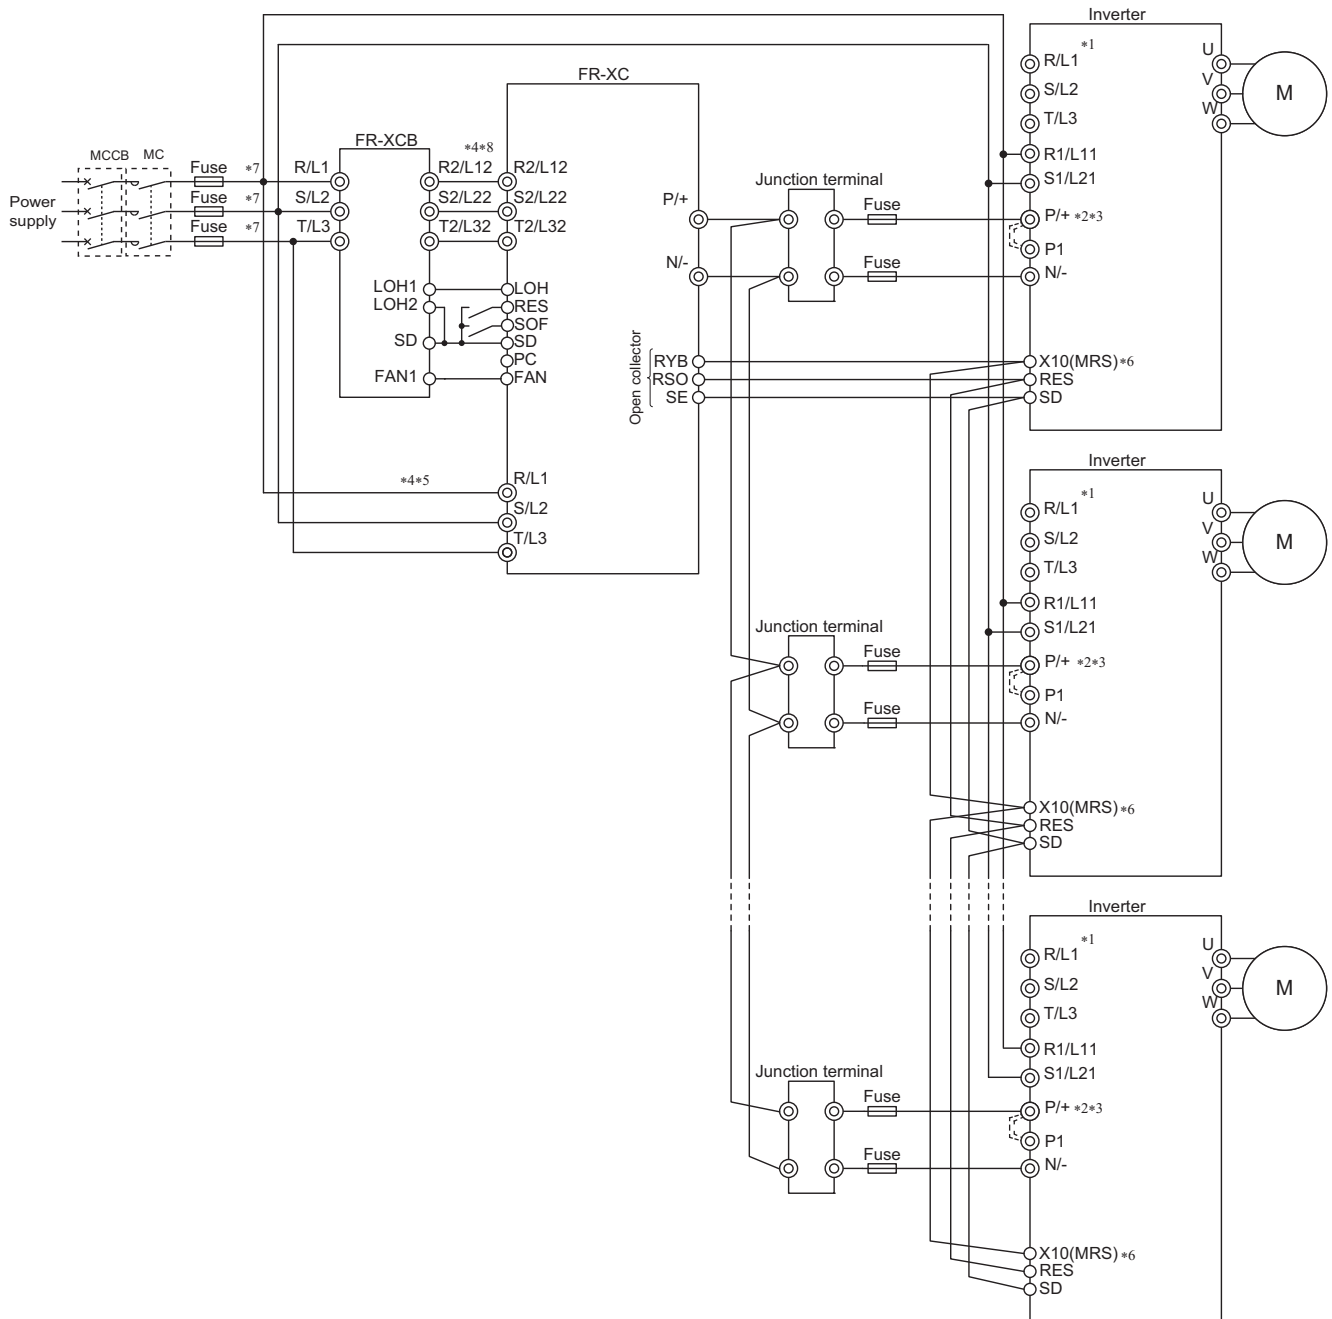 Inverter
FR-XC
FR-XCB
MCCB MC
Power
supply
Fuse *7
Fuse *7
Fuse *7
R/L1
S/L2
T/L3
R2/L12
S2/L22
T2/L32
*4*8
R2/L12
S2/L22
T2/L32
LOH1
LOH2
SD
FAN1
LOH
RES
SOF
SD
PC
FAN
*4*5
R/L1
S/L2
T/L3
P/+
N/-
Open collector
RYB
RSO
SE
Junction terminal
Fuse
Fuse
R/L1 *1
S/L2
T/L3
R1/L11
S1/L21
P/+ *2*3
P1
N/-
X10(MRS) *6
RES
SD
U
V
W
M
Inverter
Junction terminal
Fuse
Fuse
R/L1 *1
S/L2
T/L3
R1/L11
S1/L21
P/+ *2*3
P1
N/-
X10(MRS) *6
RES
SD
U
V
W
M
Inverter
Junction terminal
Fuse
Fuse
R/L1 *1
S/L2
T/L3
R1/L11
S1/L21
P/+ *2*3
P1
N/-
X10(MRS) *6
RES
SD
U
V
W
M